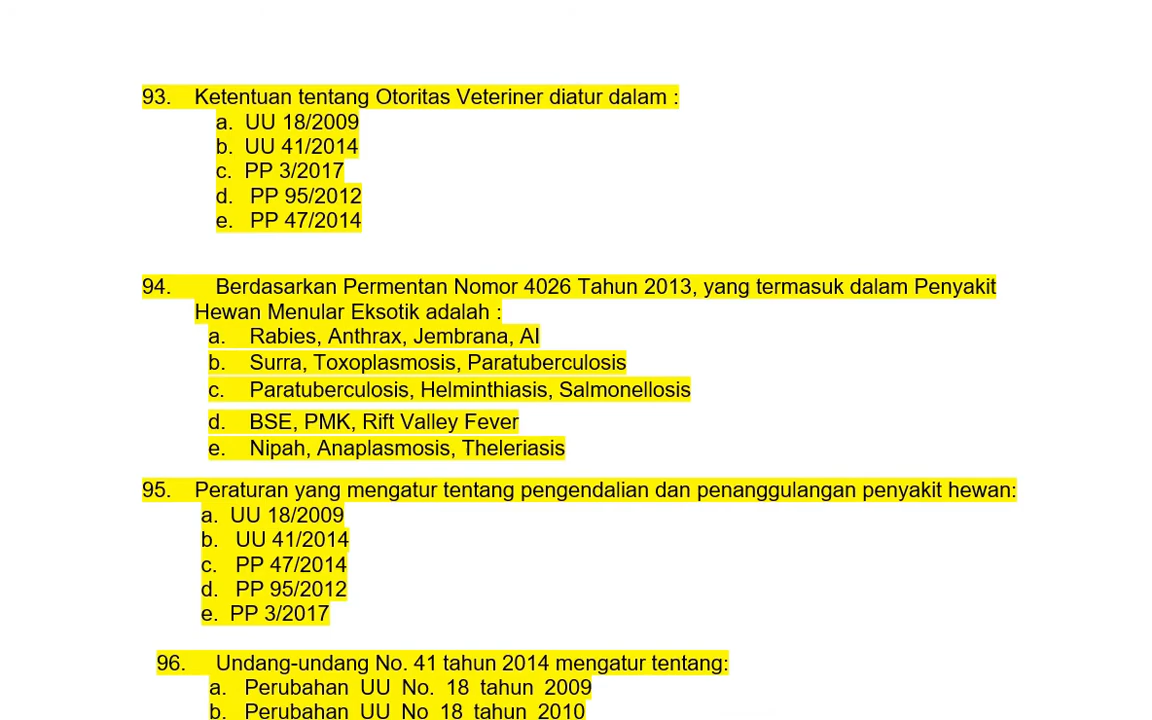 93. Ketentuan tentang Otoritas Veteriner diatur dalam :
a. UU 18/2009
b. UU 41/2014
c. PP 3/2017
d. PP 95/2012
e. PP 47/2014
94. Berdasarkan Permentan Nomor 4026 Tahun 2013, yang termasuk dalam Penyakit
Hewan Menular Eksotik adalah :
a. Rabies, Anthrax, Jembrana, AI
b. Surra, Toxoplasmosis, Paratuberculosis
c. Paratuberculosis, Helminthiasis, Salmonellosis
d. BSE, PMK, Rift Valley Fever
e. Nipah, Anaplasmosis, Theleriasis
95. Peraturan yang mengatur tentang pengendalian dan penanggulangan penyakit hewan:
a. UU 18/2009
b. UU 41/2014
c. PP 47/2014
d. PP 95/2012
e. PP 3/2017
96. Undang-undang No. 41 tahun 2014 mengatur tentang:
a. Perubahan UU No. 18 tahun 2009
b. Perubahan UU No 18 tahun 2010